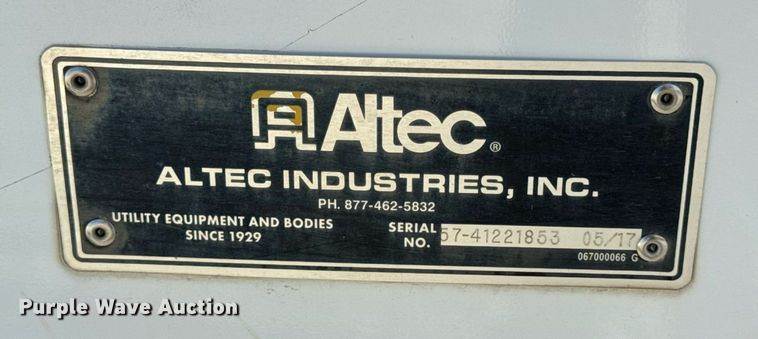 Altec®
ALTEC INDUSTRIES, INC.
PH. 877-462-5832
UTILITY EQUIPMENT AND BODIES
SINCE 1929
SERIAL
NO.
57-41221853 05/17
067000066 G
Purple Wave Auction